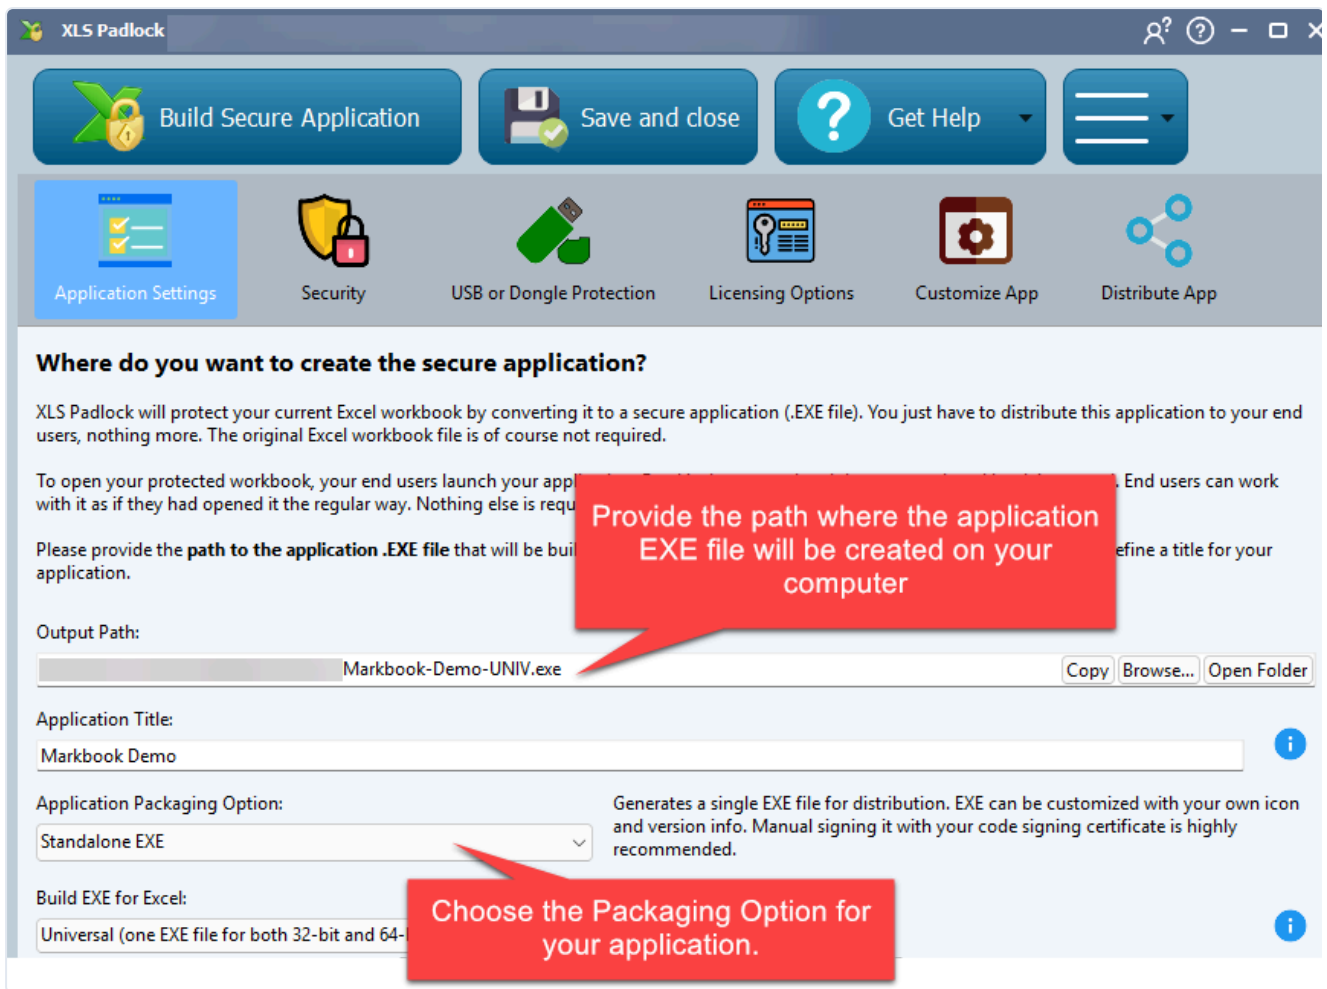 XLS Padlock
Build Secure Application
Save and close
Get Help
Application Settings
Security
USB or Dongle Protection
Licensing Options
Customize App
Distribute App
Where do you want to create the secure application?
XLS Padlock will protect your current Excel workbook by converting it to a secure application (.EXE file). You just have to distribute this application to your end
users, nothing more. The original Excel workbook file is of course not required.
To open your protected workbook, your end users launch your appl
. End users can work
with it as if they had opened it the regular way. Nothing else is requ
Please provide the path to the application .EXE file that will be buil
efine a title for your
application.
Provide the path where the application
EXE file will be created on your
computer
Output Path:
Markbook-Demo-UNIV.exe
Copy
Browse...
Open Folder
Application Title:
Markbook Demo
Application Packaging Option:
Standalone EXE
Generates a single EXE file for distribution. EXE can be customized with your own icon
and version info. Manual signing it with your code signing certificate is highly
recommended.
Build EXE for Excel:
Universal (one EXE file for both 32-bit and 64-
Choose the Packaging Option for
your application.